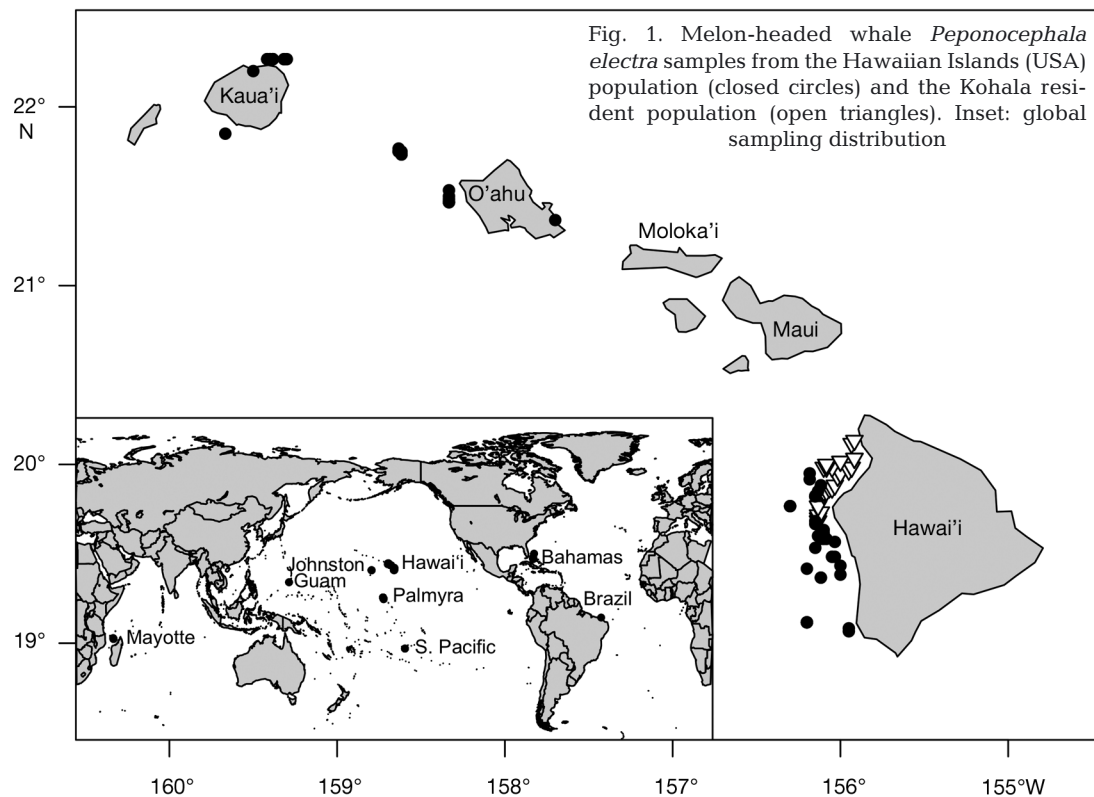 Fig. 1. Melon-headed whale Peponocephala
electra samples from the Hawaiian Islands (USA)
population (closed circles) and the Kohala resi-
dent population (open triangles). Inset: global
sampling distribution
Kaua'i
22°
N
O'ahu
Moloka'i
21°
Maui
20°
Hawai'i
Johnston
Hawai'i
Bahamas
Guam
Palmyra
Brazil
19°
Mayotte
S. Pacific
160°
159°
158°
157°
156°
155°W